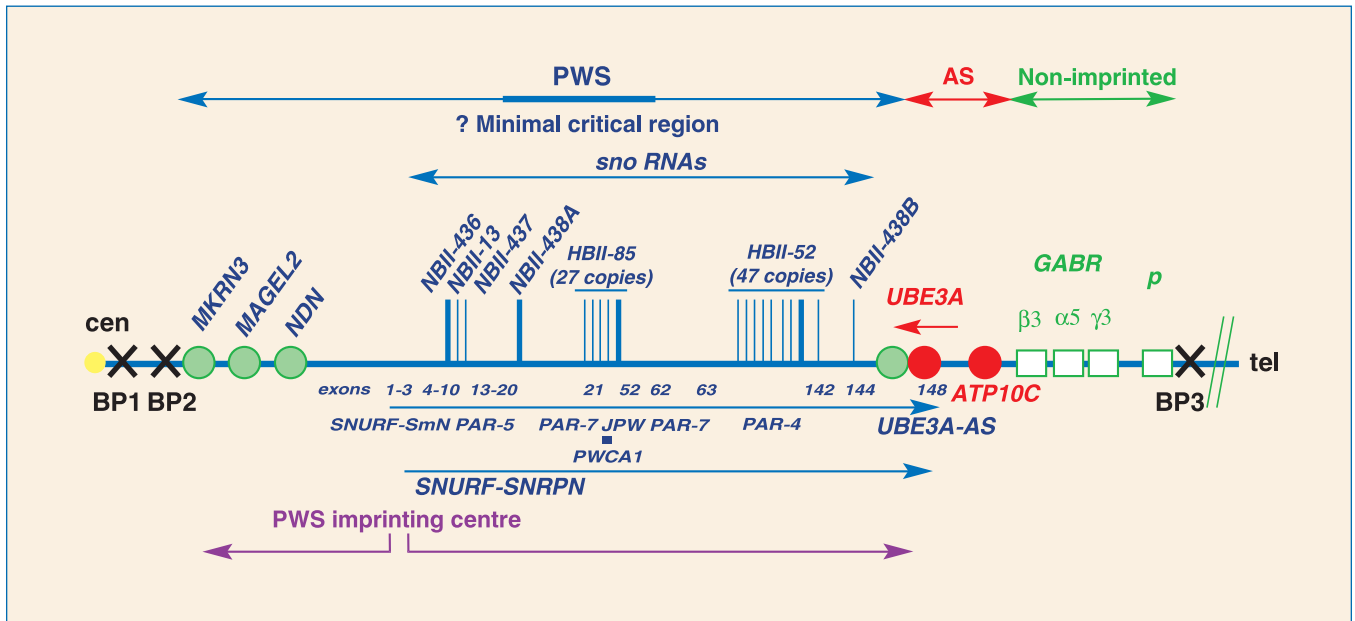 PWS AS Non-imprinted
? Minimal critical region
sno RNAs
NBII-436 NBII-13 NBII-437 NBII-438A NBII-438B
HBII-85 HBII-52
(27 copies) (47 copies)
GABR p
UBE3A
MKRN3 MAGEL2 NDN
β3 α5 γ3
cen
tel
BP1 BP2
exons 1-3 4-10 13-20 21 52 62 63 142 144 148 ATP10C BP3
SNURF-SmN PAR-5 PAR-7 JPW PAR-7 PAR-4 UBE3A-AS
PWCA1
SNURF-SNRPN
PWS imprinting centre